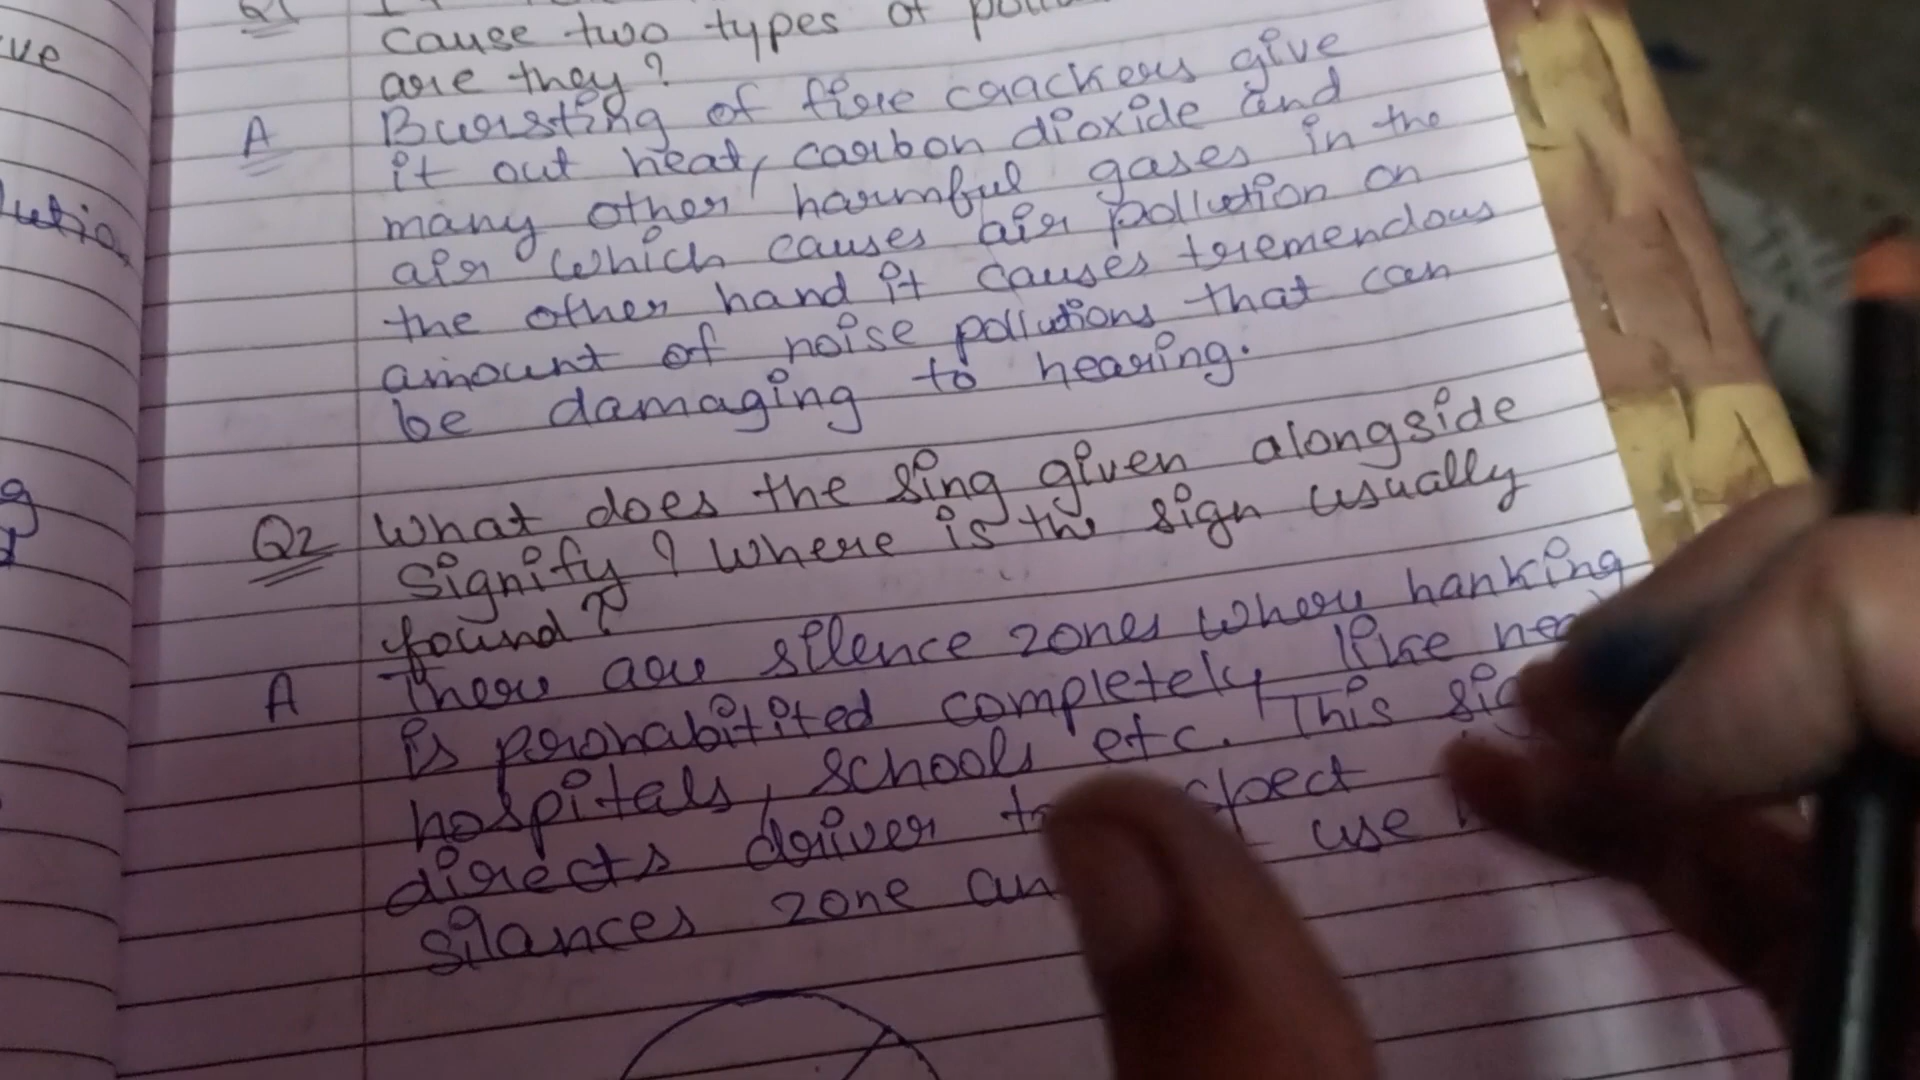 ve
lutio
g
Q1
cause two types of
are they?
A Bursting of fire crackers give
it out heat, carbon dioxide and
many other harmful gases in the
air which causes air pollution on
the other hand it causes tremendous
amount of noise pollutions that can
be damaging to hearing.
Q2 What does the sing given alongside
signify? Where is the sign usually
found?
A There are silence zones where hanking
is prohabitited completely like
hospitals, schools etc. This
directs driver
silances zone use